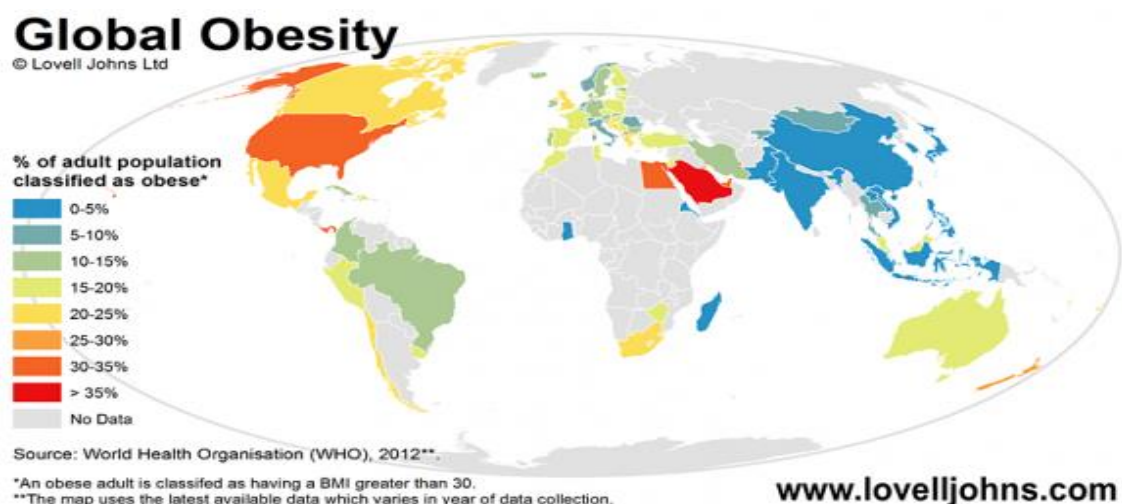 Global Obesity
© Lovell Johns Ltd
% of adult population
classified as obese*
0-5%
5-10%
10-15%
15-20%
20-25%
25-30%
30-35%
> 35%
No Data
Source: World Health Organisation (WHO), 2012**.
*An obese adult is classifed as having a BMI greater than 30.
**The map uses the latest available data which varies in year of data collection.
www.lovelljohns.com